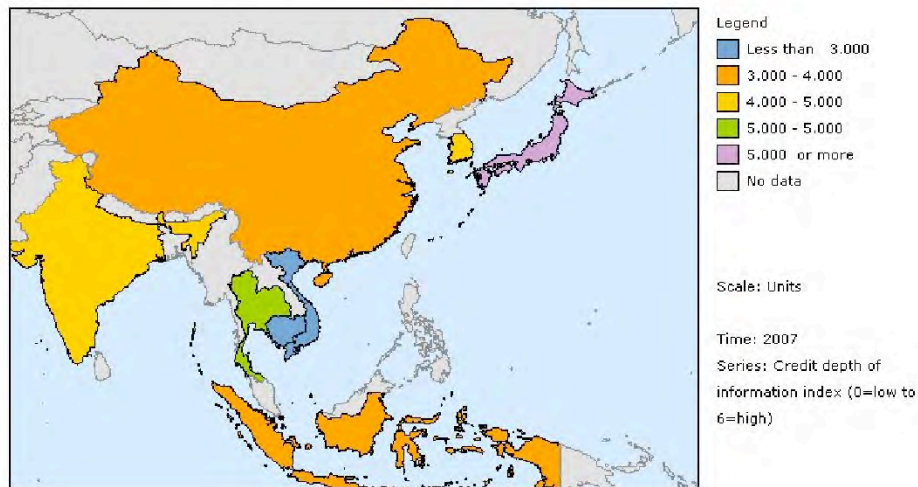 Legend
Less than 3.000
3.000 - 4.000
4.000 - 5.000
5.000 - 5.000
5.000 or more
No data
Scale: Units
Time: 2007
Series: Credit depth of
information index (0=low to
6=high)